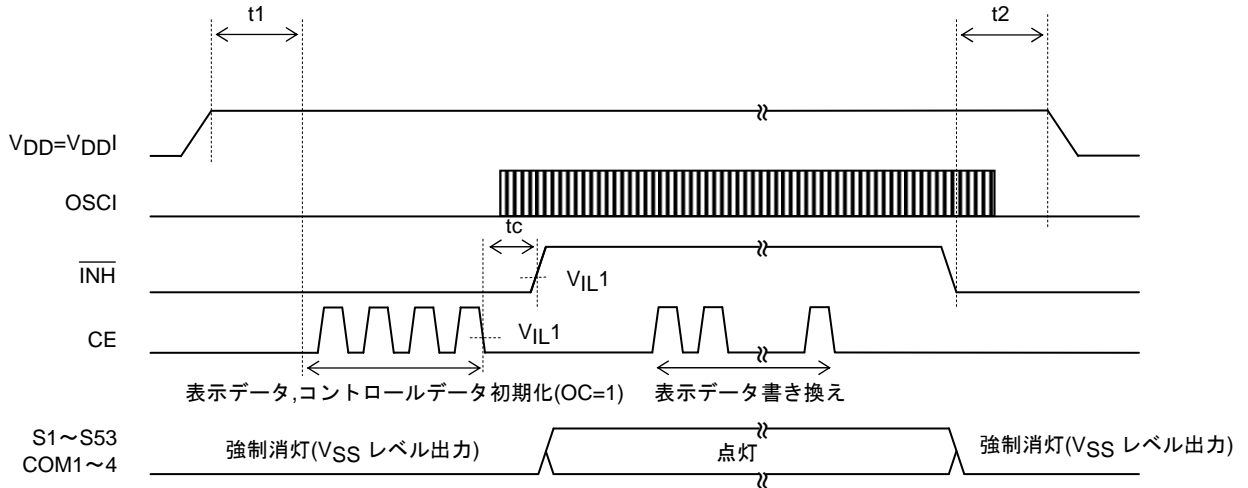 t1
t2
VDD=VDDI
OSCI
tc
INH
VIL1
CE
VIL1
表示データ,コントロールデータ初期化(OC=1)
表示データ書き換え
S1～S53
COM1～4
強制消灯(VSS レベル出力)
点灯
強制消灯(VSS レベル出力)